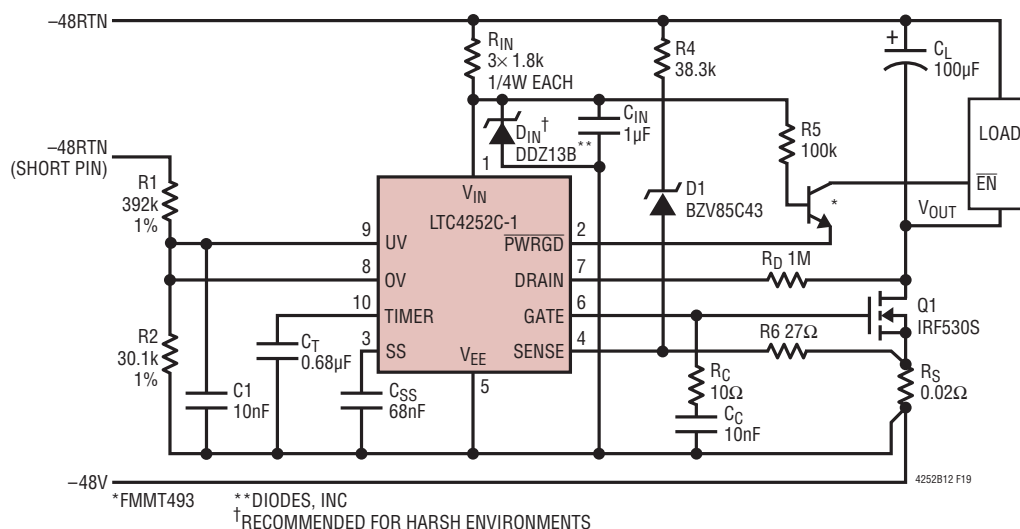 –48RTN
–48RTN
(SHORT PIN)
R1
392k
1%
R2
30.1k
1%
C1
10nF
CT
0.68µF
CSS
68nF
RIN
3× 1.8k
1/4W EACH
DIN†
DDZ13B**
CIN
1µF
1
VIN
LTC4252C-1
9
UV
8
OV
10
TIMER
3
SS
VEE
5
2
PWRGD
7
DRAIN
6
GATE
4
SENSE
R4
38.3k
D1
BZV85C43
R5
100k
*
+
CL
100µF
LOAD
EN
VOUT
RD 1M
Q1
IRF530S
R6 27Ω
RC
10Ω
CC
10nF
RS
0.02Ω
–48V
4252B12 F19
*FMMT493 **DIODES, INC
†RECOMMENDED FOR HARSH ENVIRONMENTS